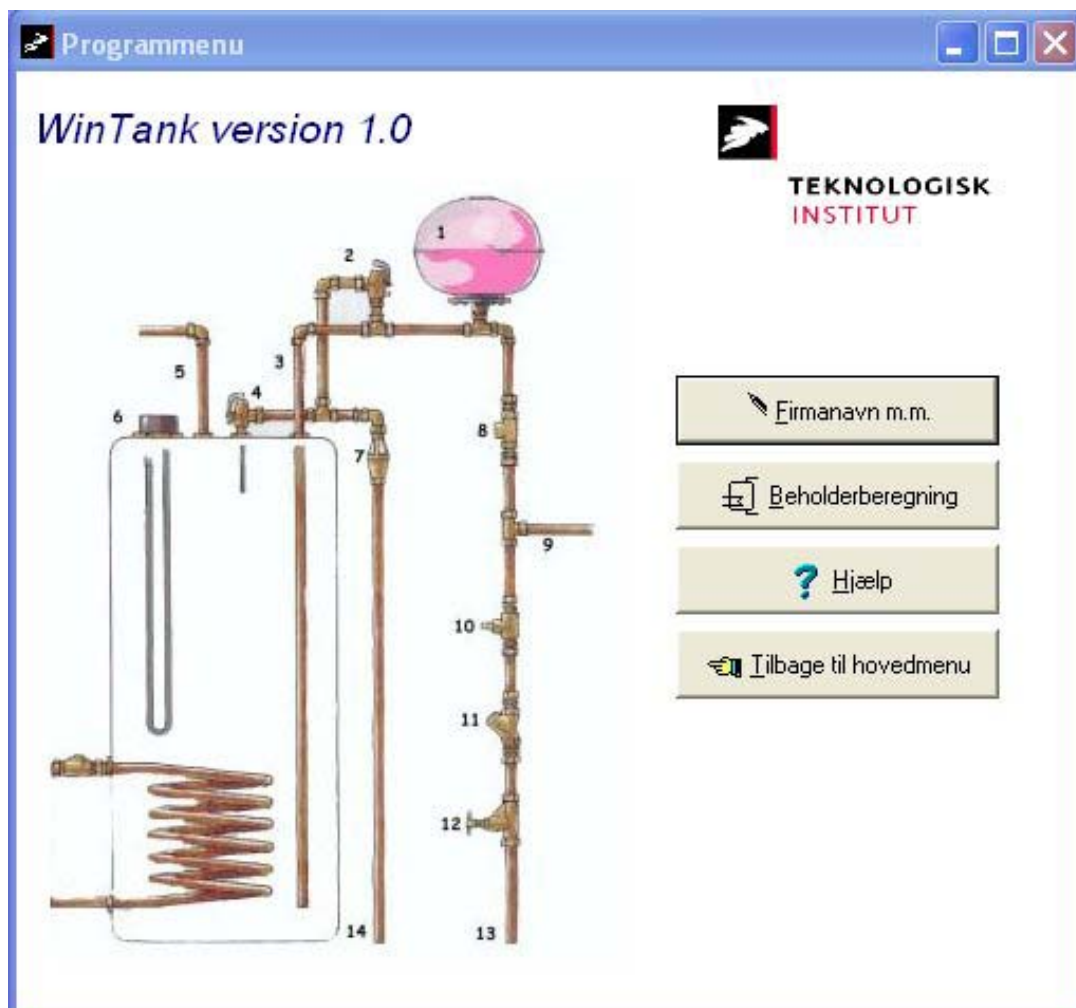 Programmenu
WinTank version 1.0
TEKNOLOGISK
INSTITUT
1
2
3
4
5
6
7
8
9
10
11
12
13
14
Firmanavn m.m.
Beholderberegning
? Hjælp
Tilbage til hovedmenu